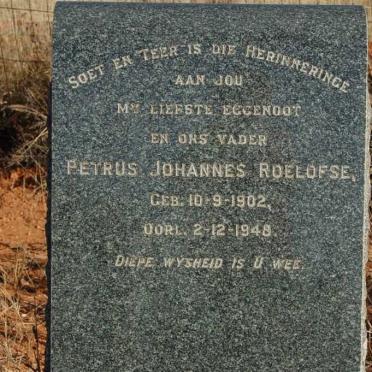 SOET EN TEER IS DIE HERINNERINGE
AAN JOU
MY LIEFSTE EGGENOOT
EN ONS VADER
PETRUS JOHANNES ROELOFSE,
GEB. 10-9-1902,
OORL. 2-12-1948.
DIEPE WYSHEID IS U WEË.